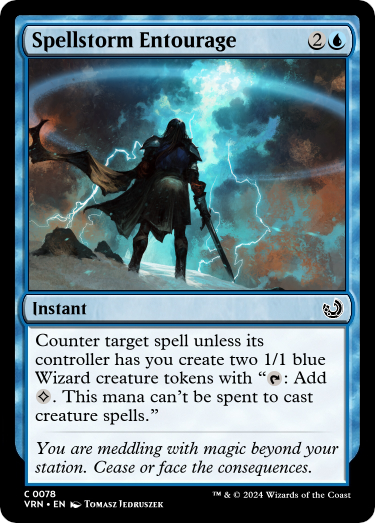 Spellstorm Entourage 2
Instant
Counter target spell unless its
controller has you create two 1/1 blue
Wizard creature tokens with “: Add
. This mana can’t be spent to cast
creature spells.”
You are meddling with magic beyond your
station. Cease or face the consequences.
C 0078
VRN • EN Tomasz Jedruszek
™ & © 2024 Wizards of the Coast